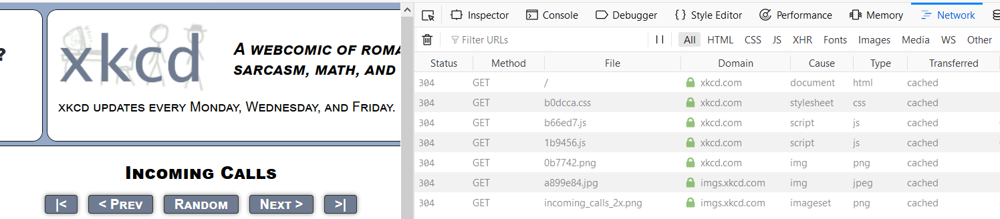 ?
xkcd
A WEBCOMIC OF ROMA
SARCASM, MATH, AND
XKCD UPDATES EVERY MONDAY, WEDNESDAY, AND FRIDAY.
INCOMING CALLS
|< < PREV RANDOM NEXT > >|
Inspector Console Debugger Style Editor Performance Memory Network
Filter URLs All HTML CSS JS XHR Fonts Images Media WS Other
Status Method File Domain Cause Type Transferred
304 GET / xkcd.com document html cached
304 GET b0dcca.css xkcd.com stylesheet css cached
304 GET b66ed7.js xkcd.com script js cached
304 GET 1b9456.js xkcd.com script js cached
304 GET 0b7742.png xkcd.com img png cached
304 GET a899e84.jpg imgs.xkcd.com img jpeg cached
304 GET incoming_calls_2x.png imgs.xkcd.com imageset png cached